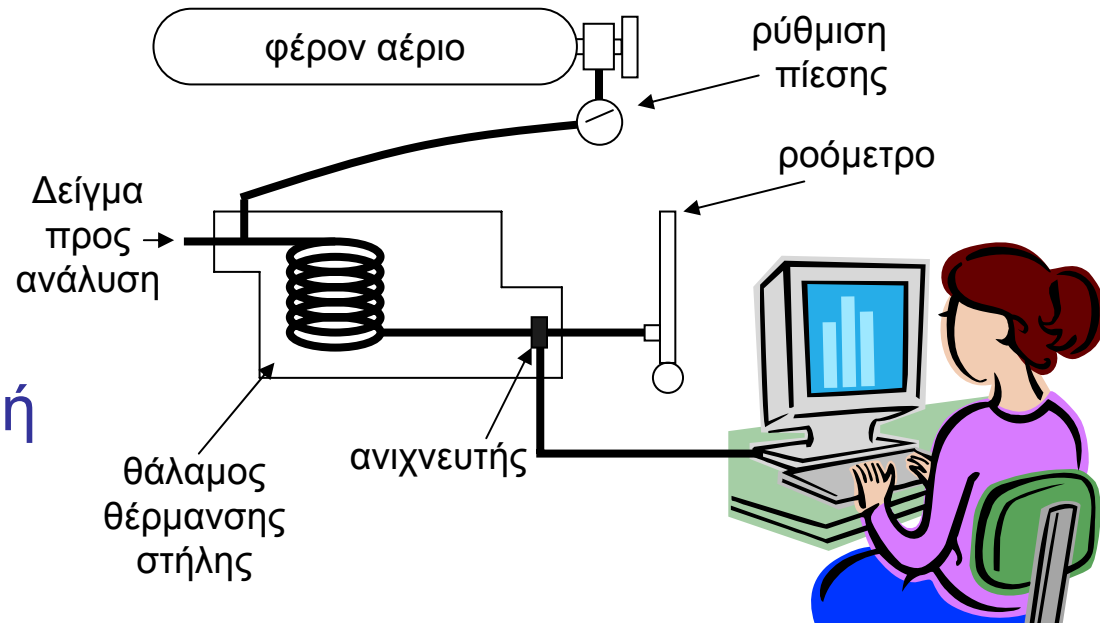 φέρον αέριο
ρύθμιση
πίεσης
ροόμετρο
Δείγμα
προς
ανάλυση
ή
θάλαμος
θέρμανσης
στήλης
ανιχνευτής